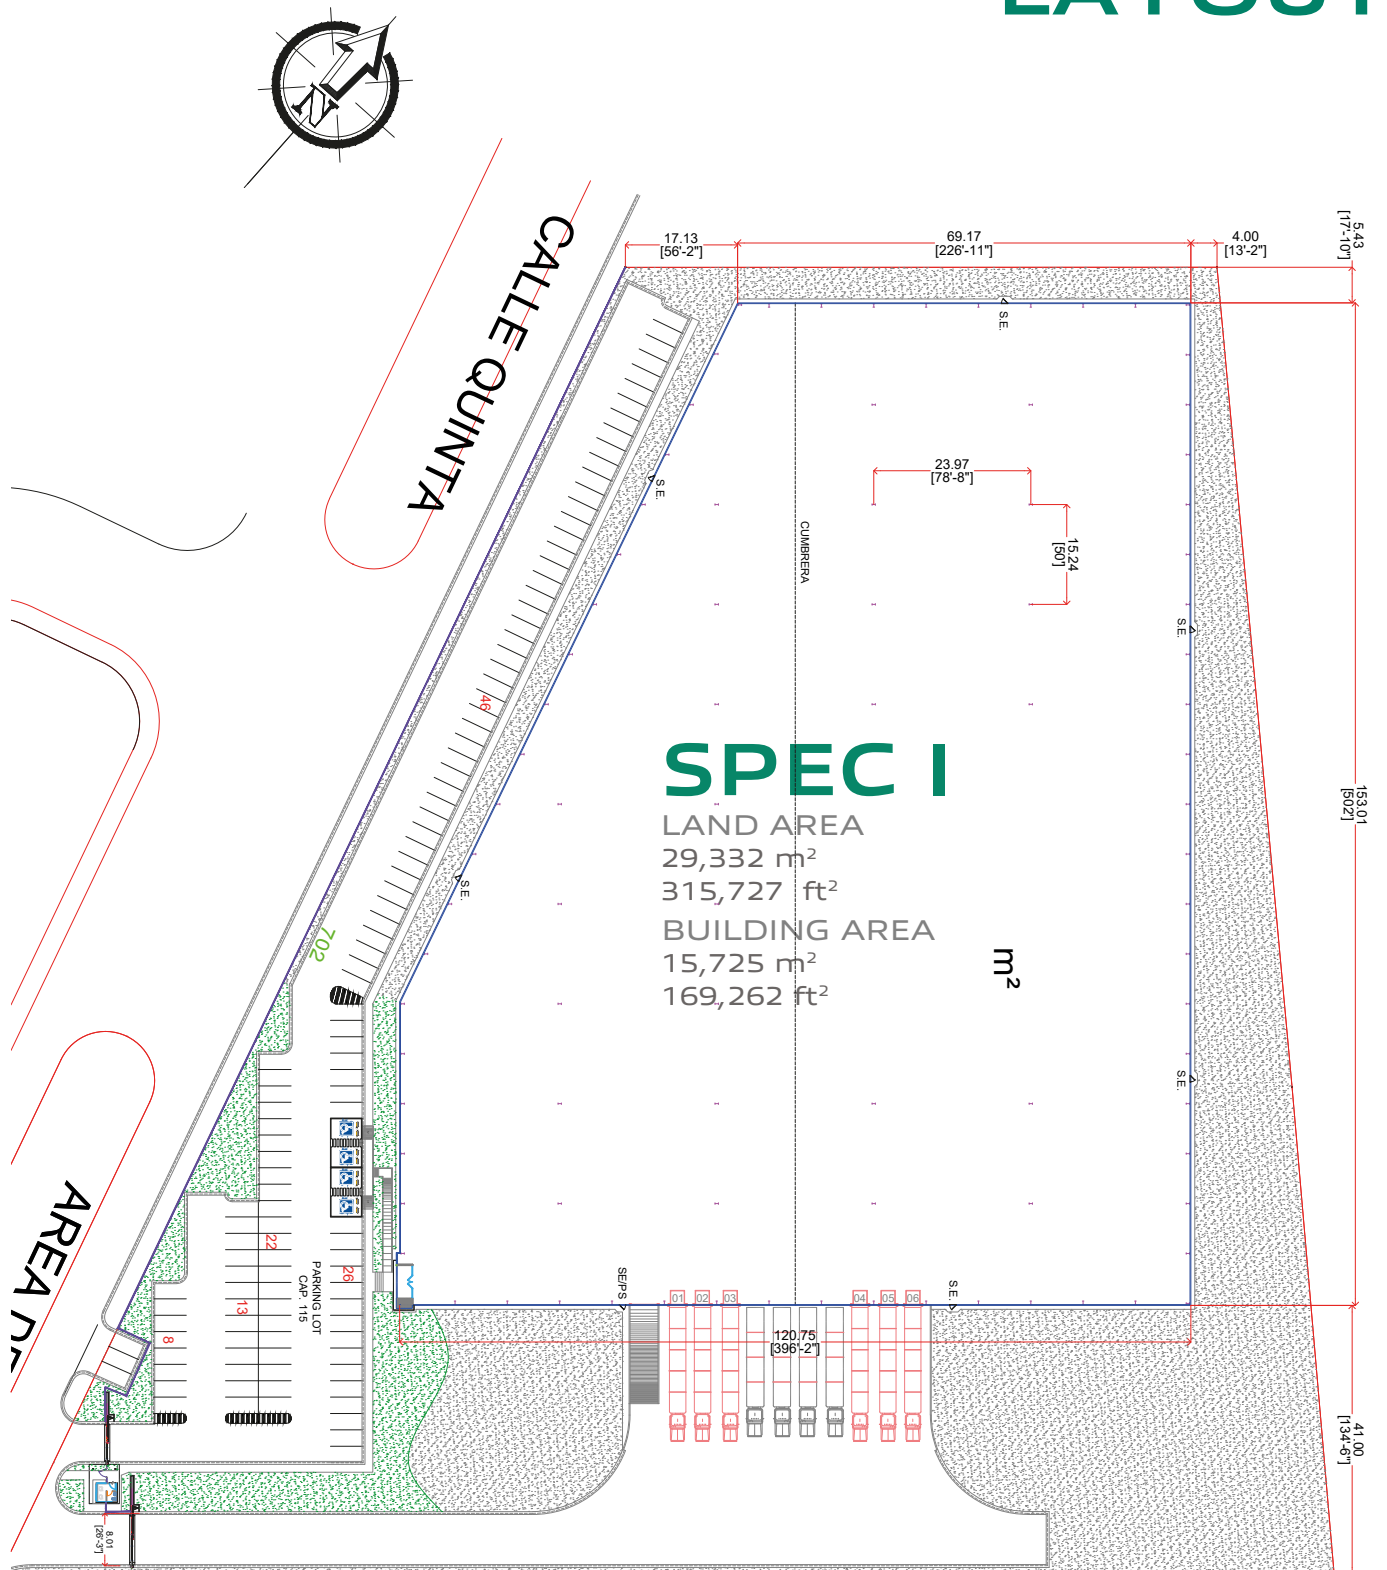 LAYOUT
N
CALLE QUINTA
17.13
[56'-2"]
69.17
[226'-11"]
4.00
[13'-2"]
5.43
[17'-10"]
S.E.
23.97
[78'-8"]
15.24
[50']
CUMBRERA
S.E.
S.E.
46
SPEC I
LAND AREA
29,332 m²
315,727 ft²
BUILDING AREA
15,725 m²
169,262 ft²
m²
153.01
[502']
S.E.
702
S.E.
22
26
13
8
PARKING LOT
CAP. 115
AREA DE
SE/PS
01
02
03
04
05
06
S.E.
120.75
[396'-2"]
41.00
[134'-6"]
8.01
[26'-3"]